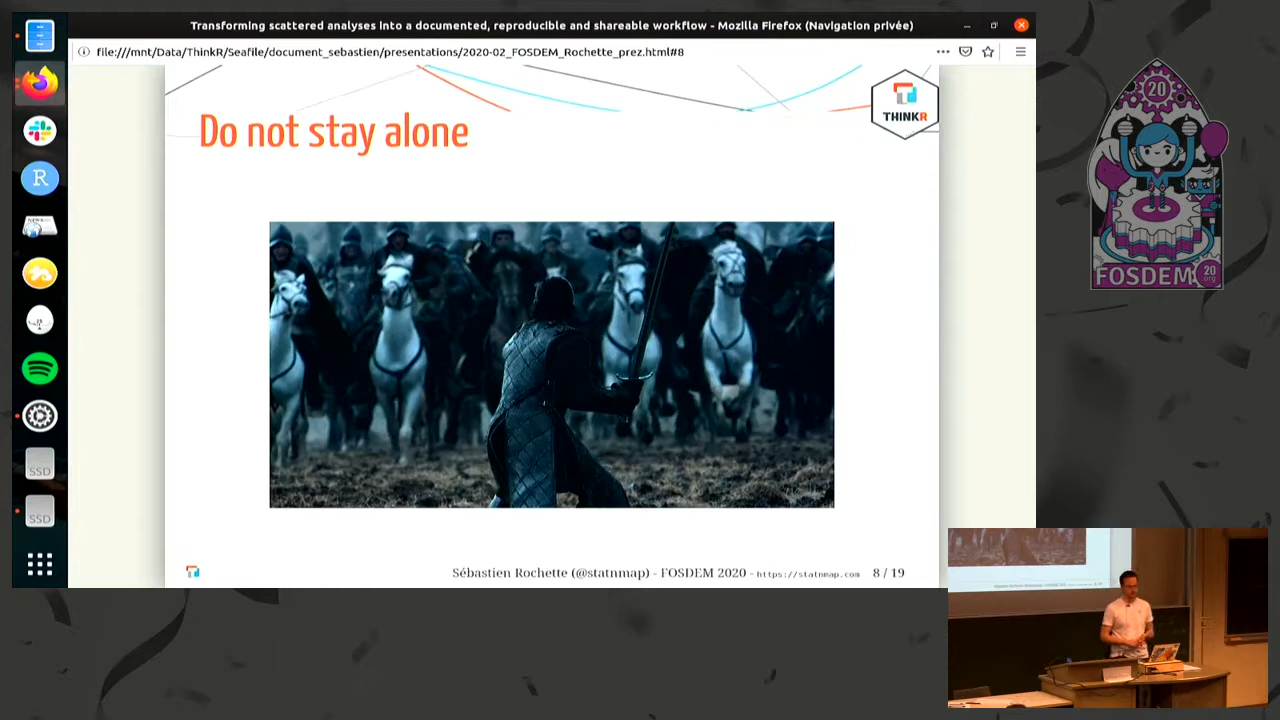 Transforming scattered analyses into a documented, reproducible and shareable workflow - Mozilla Firefox (Navigation privée)
file:///mnt/Data/ThinkR/Seafile/document_sebastien/presentations/2020-02_FOSDEM_Rochette_prez.html#8
THINKR
Do not stay alone
Sébastien Rochette (@statnmap) - FOSDEM 2020 - https://statnmap.com 8 / 19
R
SSD
SSD
20
FOSDEM 20
.org